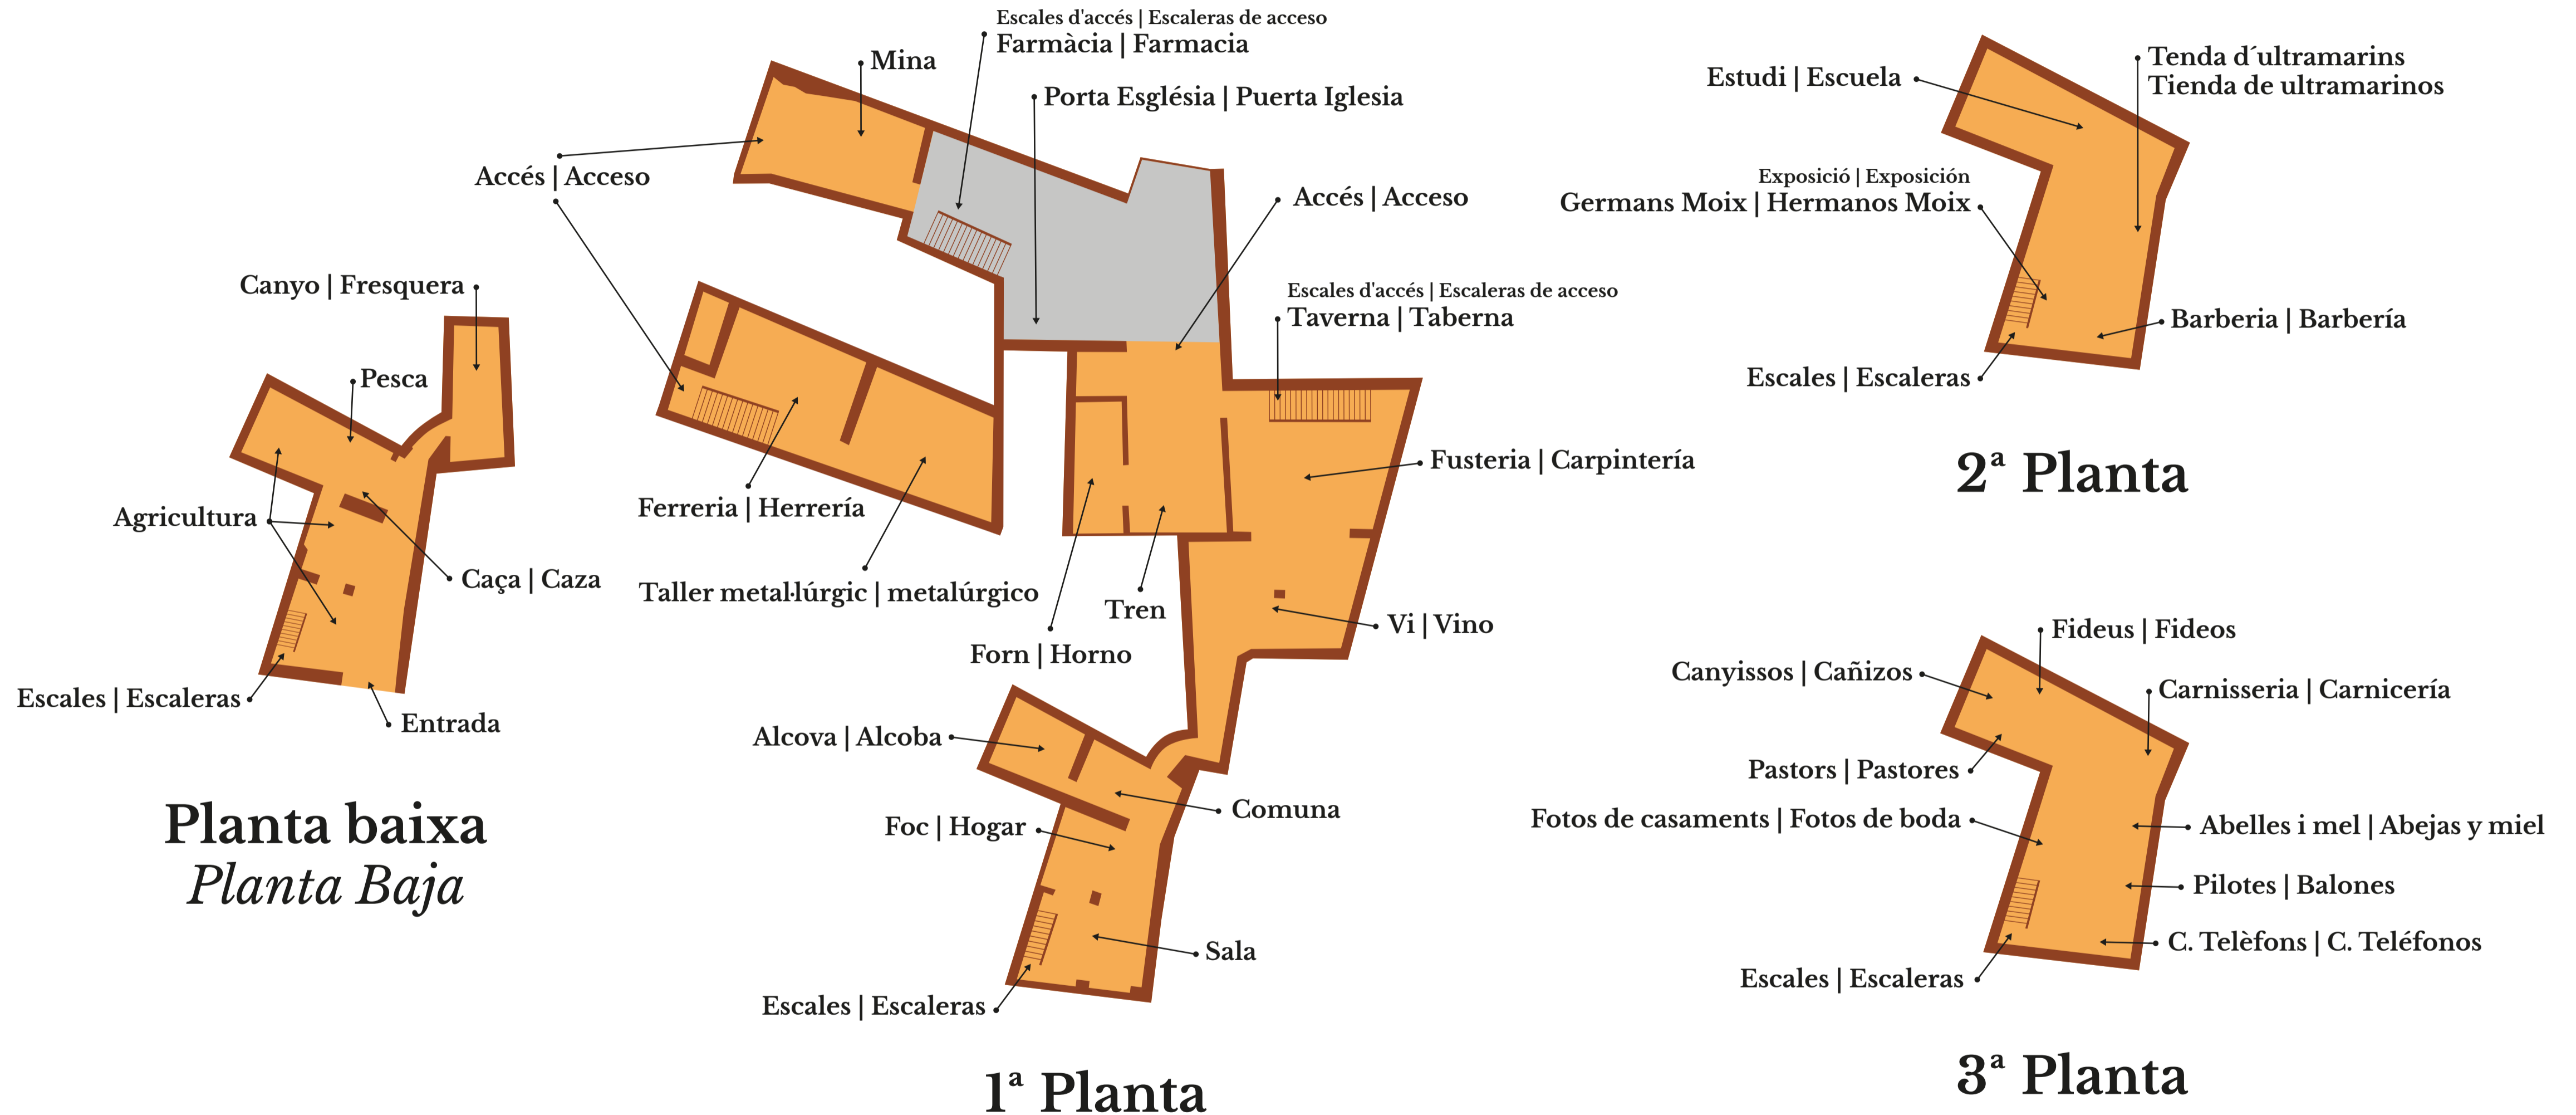 Canyo | Fresquera
Pesca
Agricultura
Caça | Caza
Escales | Escaleras
Entrada
Planta baixa
Planta Baja
Escales d'accés | Escaleras de acceso
Farmàcia | Farmacia
Mina
Porta Església | Puerta Iglesia
Accés | Acceso
Accés | Acceso
Escales d'accés | Escaleras de acceso
Taverna | Taberna
Fusteria | Carpintería
Ferreria | Herrería
Taller metal·lúrgic | metalúrgico
Tren
Vi | Vino
Forn | Horno
Alcova | Alcoba
Comuna
Foc | Hogar
Sala
Escales | Escaleras
1ª Planta
Tenda d´ultramarins
Tienda de ultramarinos
Estudi | Escuela
Exposició | Exposición
Germans Moix | Hermanos Moix
Barberia | Barbería
Escales | Escaleras
2ª Planta
Fideus | Fideos
Canyissos | Cañizos
Carnisseria | Carnicería
Pastors | Pastores
Fotos de casaments | Fotos de boda
Abelles i mel | Abejas y miel
Pilotes | Balones
C. Telèfons | C. Teléfonos
Escales | Escaleras
3ª Planta